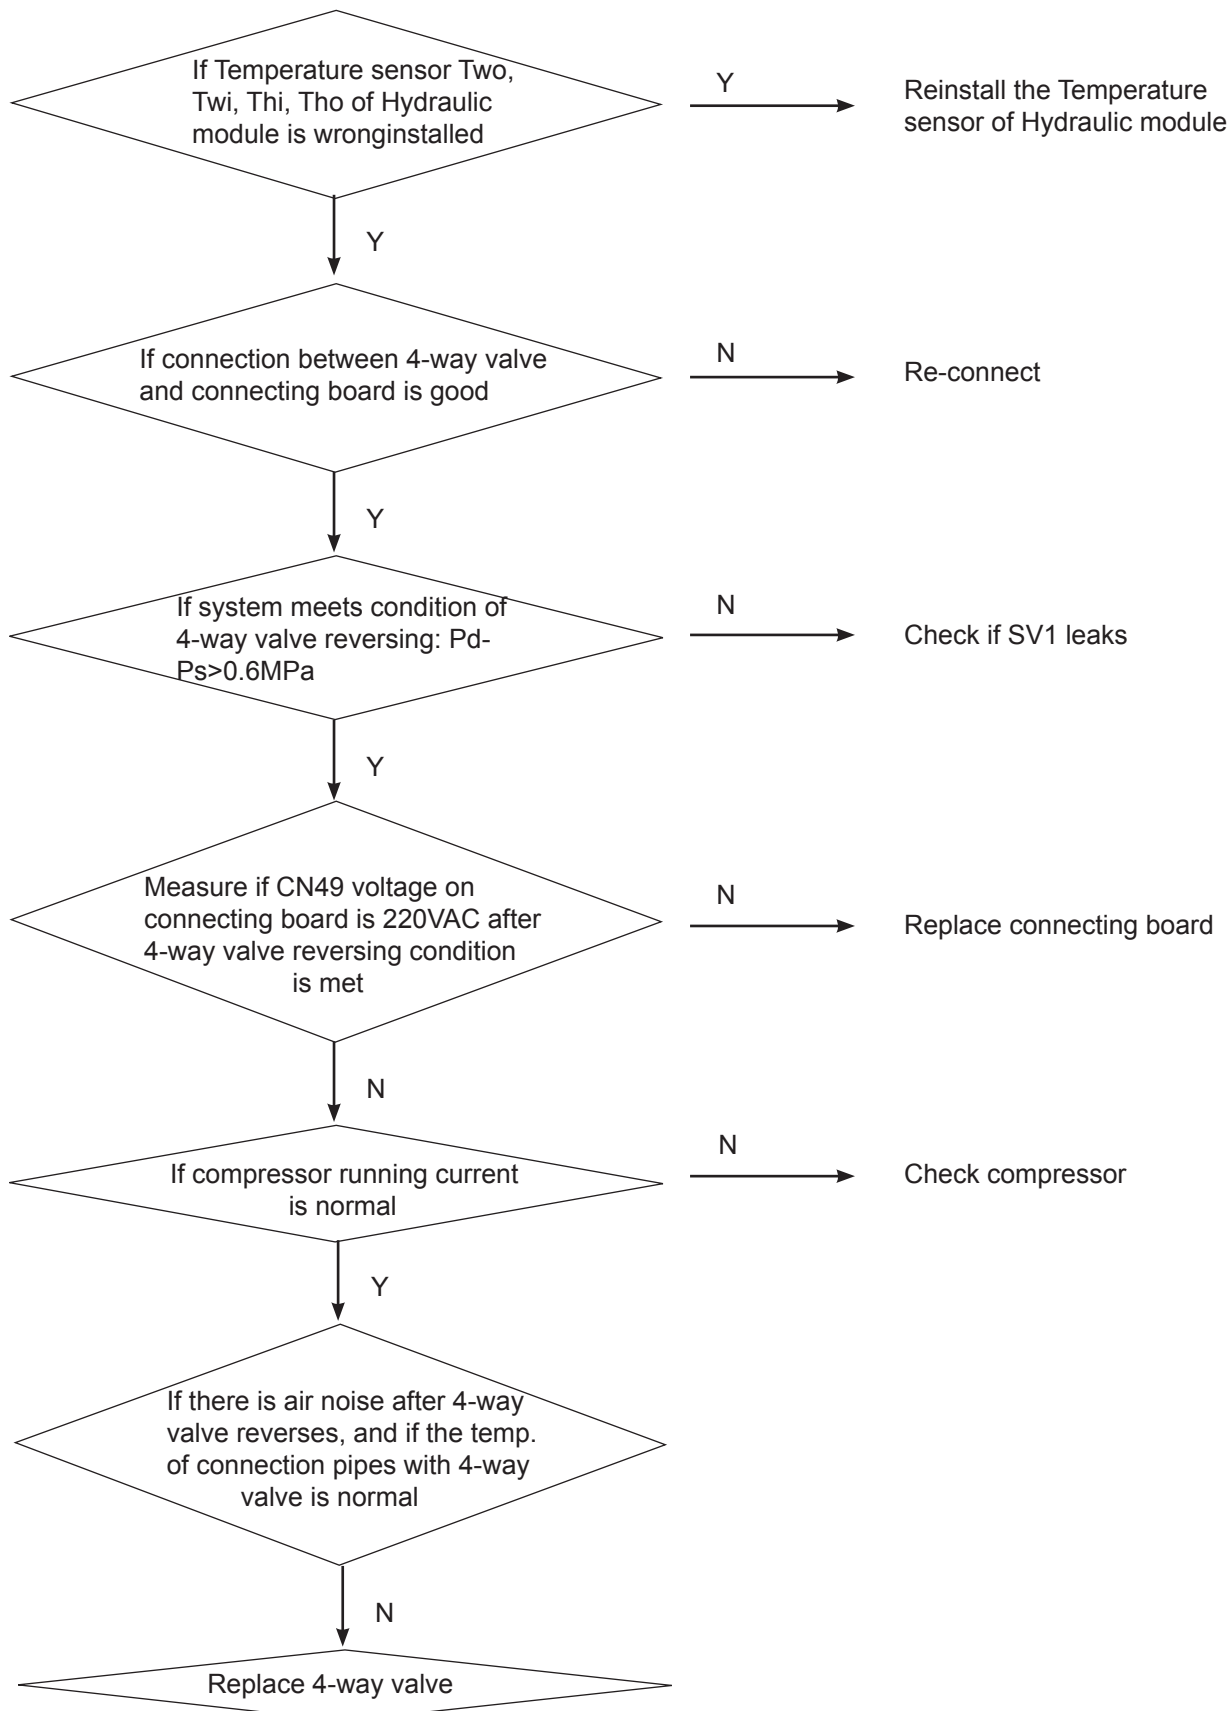 If Temperature sensor Two,
Twi, Thi, Tho of Hydraulic
module is wronginstalled
Y
Reinstall the Temperature
sensor of Hydraulic module
Y
If connection between 4-way valve
and connecting board is good
N
Re-connect
Y
If system meets condition of
4-way valve reversing: Pd-
Ps>0.6MPa
N
Check if SV1 leaks
Y
Measure if CN49 voltage on
connecting board is 220VAC after
4-way valve reversing condition
is met
N
Replace connecting board
N
If compressor running current
is normal
N
Check compressor
Y
If there is air noise after 4-way
valve reverses, and if the temp.
of connection pipes with 4-way
valve is normal
N
Replace 4-way valve